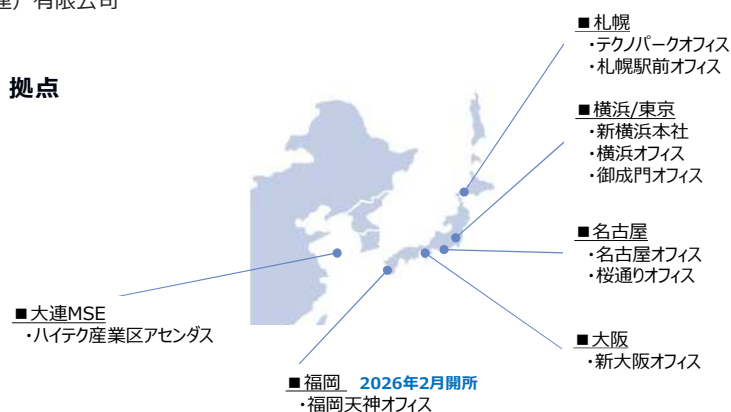 有限公司
拠点
■札幌
・テクノパークオフィス
・札幌駅前オフィス
■横浜/東京
・新横浜本社
・横浜オフィス
・御成門オフィス
■名古屋
・名古屋オフィス
・桜通りオフィス
■大阪
・新大阪オフィス
■大連MSE
・ハイテク産業区アセンダス
■福岡 2026年2月開所
・福岡天神オフィス